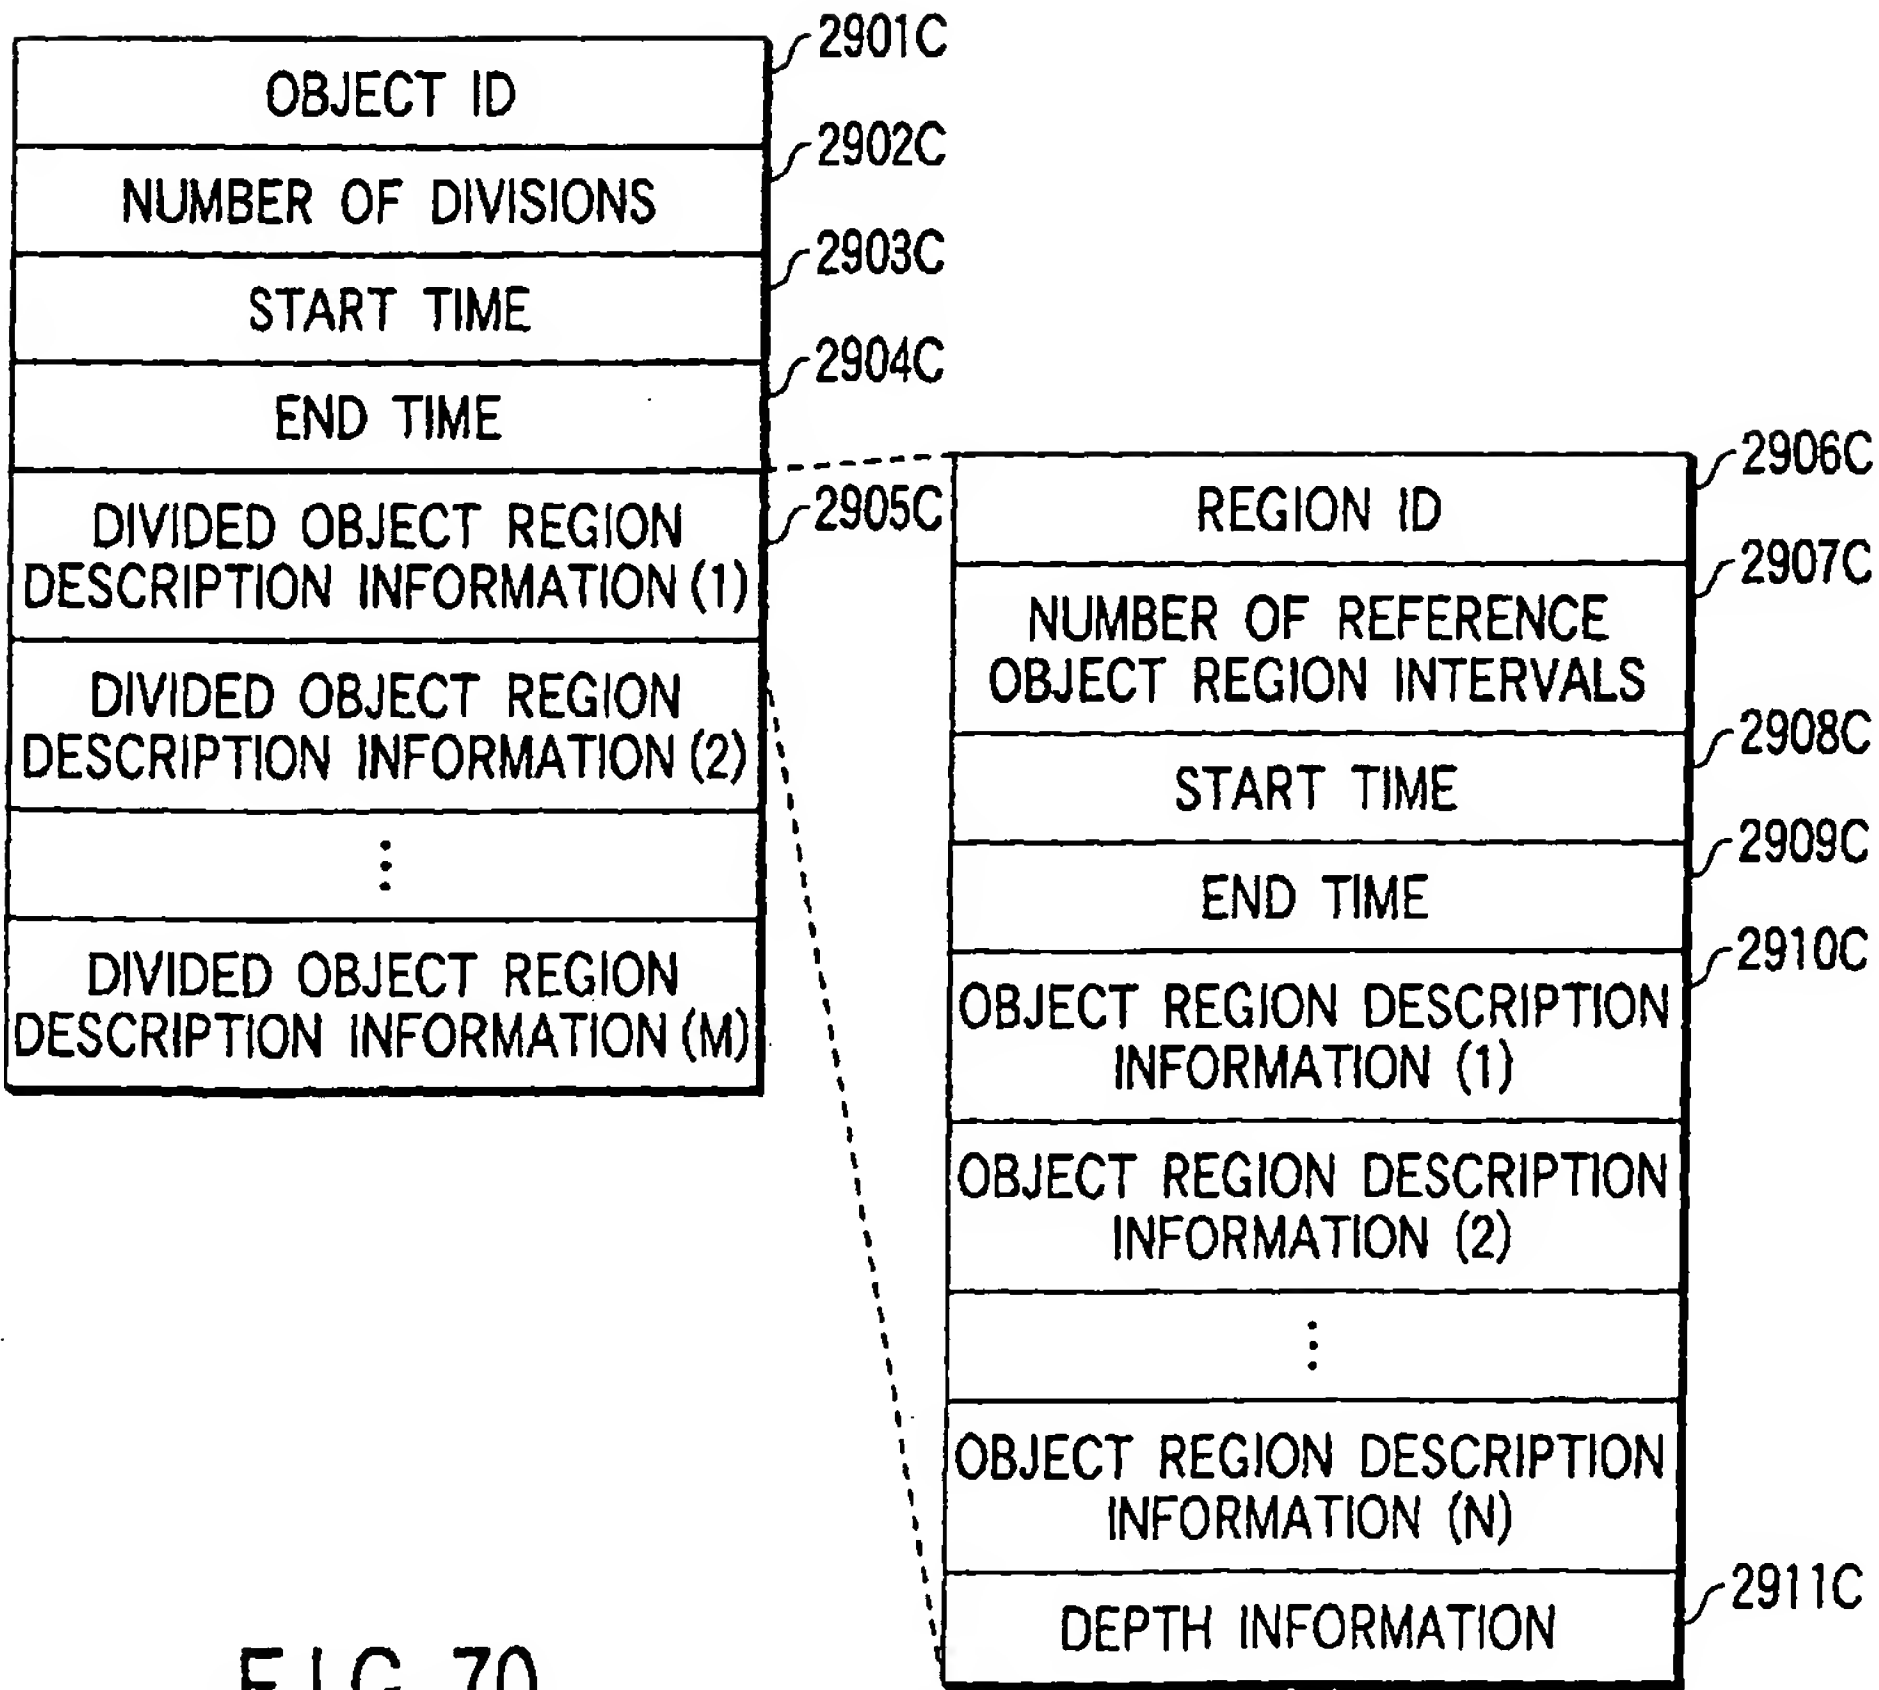 2901C
OBJECT ID
2902C
NUMBER OF DIVISIONS
2903C
START TIME
2904C
END TIME
2905C
DIVIDED OBJECT REGION
DESCRIPTION INFORMATION (1)
DIVIDED OBJECT REGION
DESCRIPTION INFORMATION (2)
⋮
DIVIDED OBJECT REGION
DESCRIPTION INFORMATION (M)
2906C
REGION ID
2907C
NUMBER OF REFERENCE
OBJECT REGION INTERVALS
2908C
START TIME
2909C
END TIME
2910C
OBJECT REGION DESCRIPTION
INFORMATION (1)
OBJECT REGION DESCRIPTION
INFORMATION (2)
⋮
OBJECT REGION DESCRIPTION
INFORMATION (N)
2911C
DEPTH INFORMATION
FIG. 70